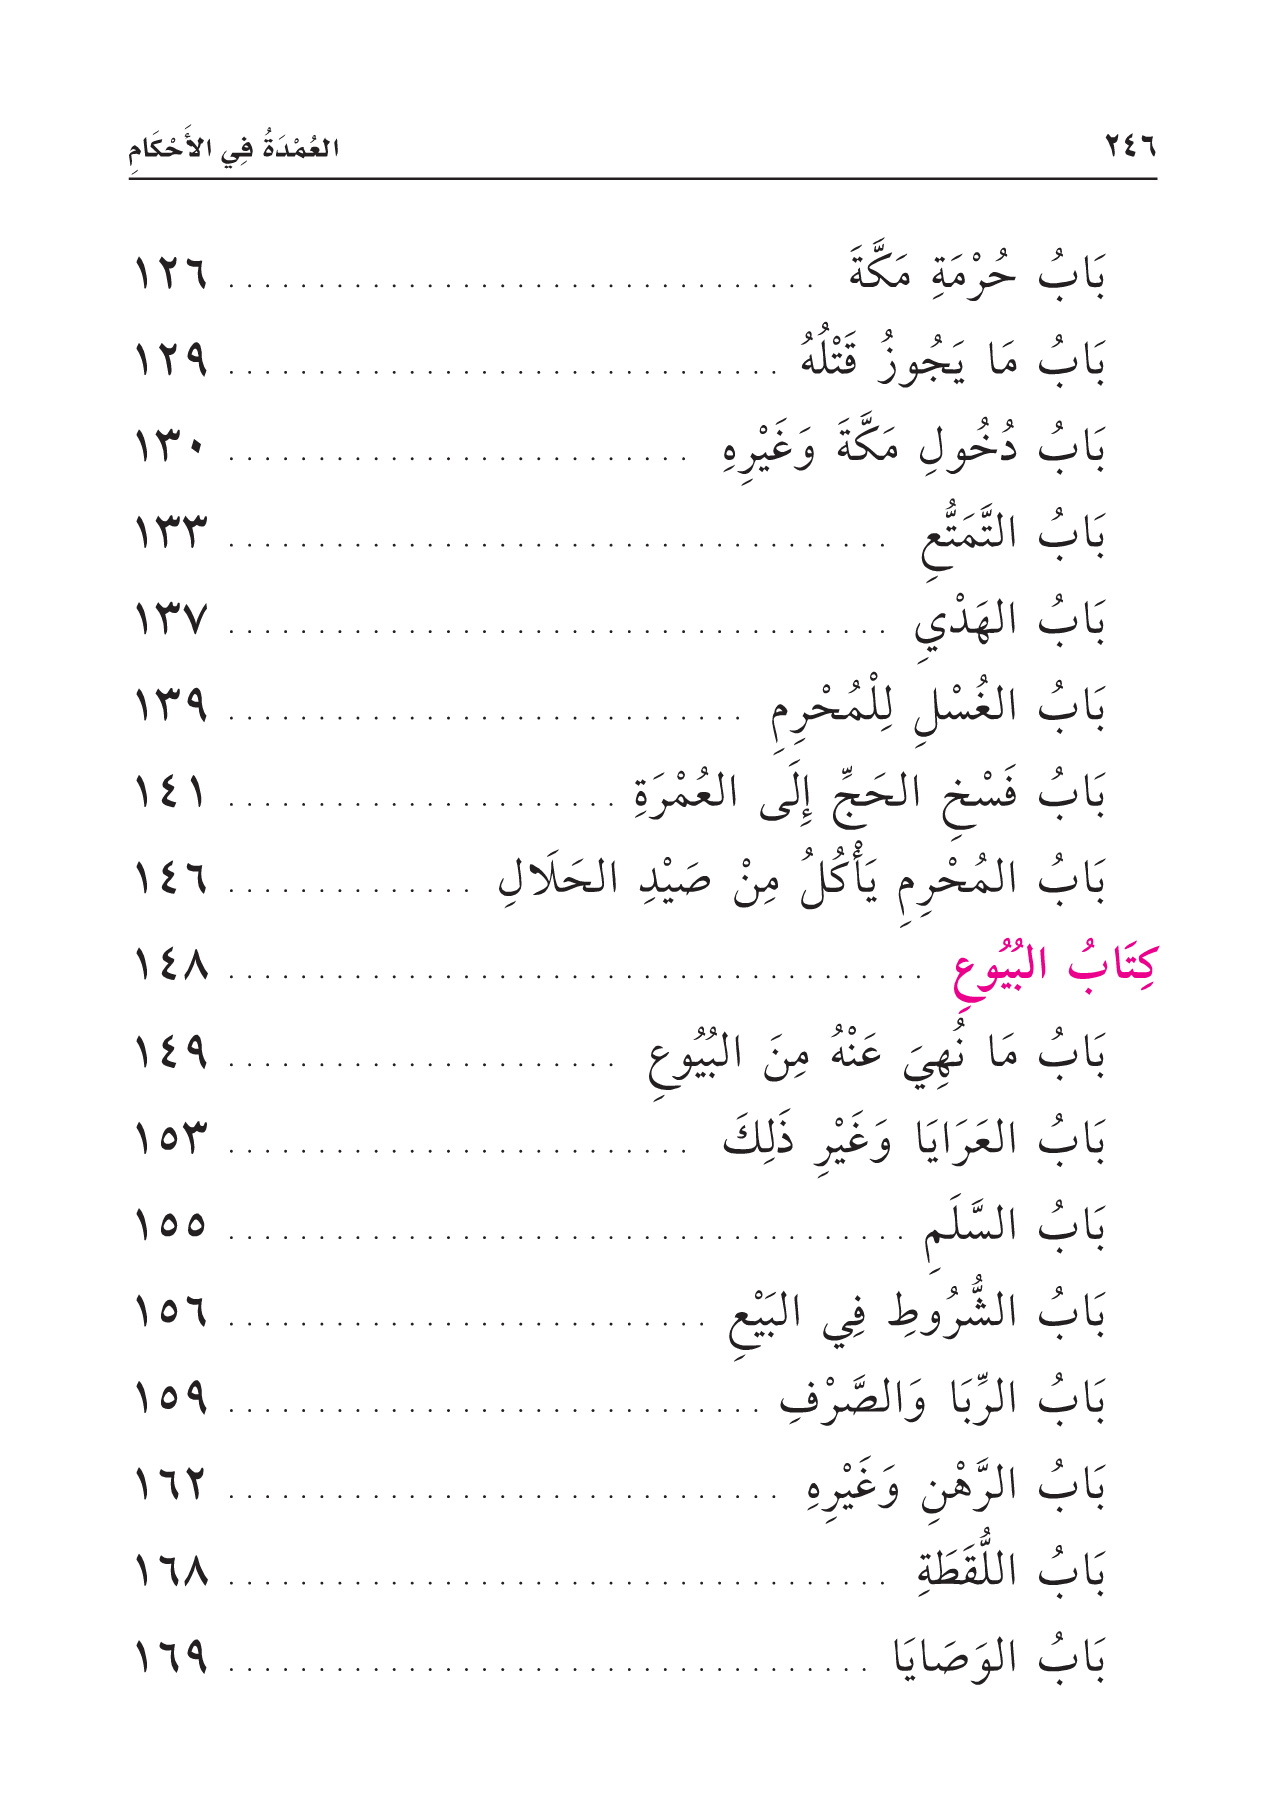 ٢٤٦ العُمْدَةُ فِي الأَحْكَامِ
بَابُ حُرْمَةِ مَكَّةَ ................................. ١٢٦
بَابُ مَا يَجُوزُ قَتْلُهُ ............................... ١٢٩
بَابُ دُخُولِ مَكَّةَ وَغَيْرِهِ .......................... ١٣٠
بَابُ التَّمَتُّعِ ..................................... ١٣٣
بَابُ الهَدْيِ ..................................... ١٣٧
بَابُ الغُسْلِ لِلْمُحْرِمِ ............................. ١٣٩
بَابُ فَسْخِ الحَجِّ إِلَى العُمْرَةِ ...................... ١٤١
بَابُ المُحْرِمِ يَأْكُلُ مِنْ صَيْدِ الحَلَالِ .............. ١٤٦
كِتَابُ البُيُوعِ ....................................... ١٤٨
بَابُ مَا نُهِيَ عَنْهُ مِنَ البُيُوعِ ...................... ١٤٩
بَابُ العَرَايَا وَغَيْرِ ذَلِكَ .......................... ١٥٣
بَابُ السَّلَمِ ...................................... ١٥٥
بَابُ الشُّرُوطِ فِي البَيْعِ ........................... ١٥٦
بَابُ الرِّبَا وَالصَّرْفِ .............................. ١٥٩
بَابُ الرَّهْنِ وَغَيْرِهِ ............................... ١٦٢
بَابُ اللُّقَطَةِ ..................................... ١٦٨
بَابُ الوَصَايَا .................................... ١٦٩